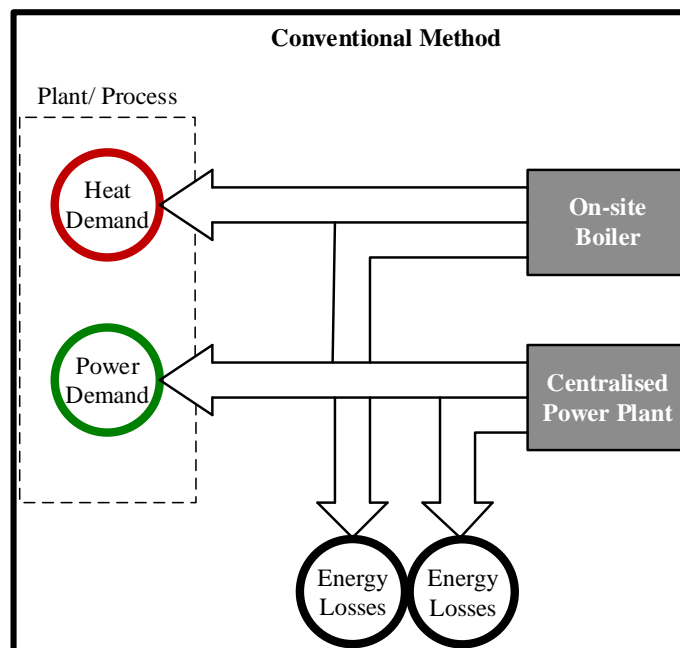 Conventional Method
Plant/ Process
Heat
Demand
On-site
Boiler
Power
Demand
Centralised
Power Plant
Energy
Losses
Energy
Losses